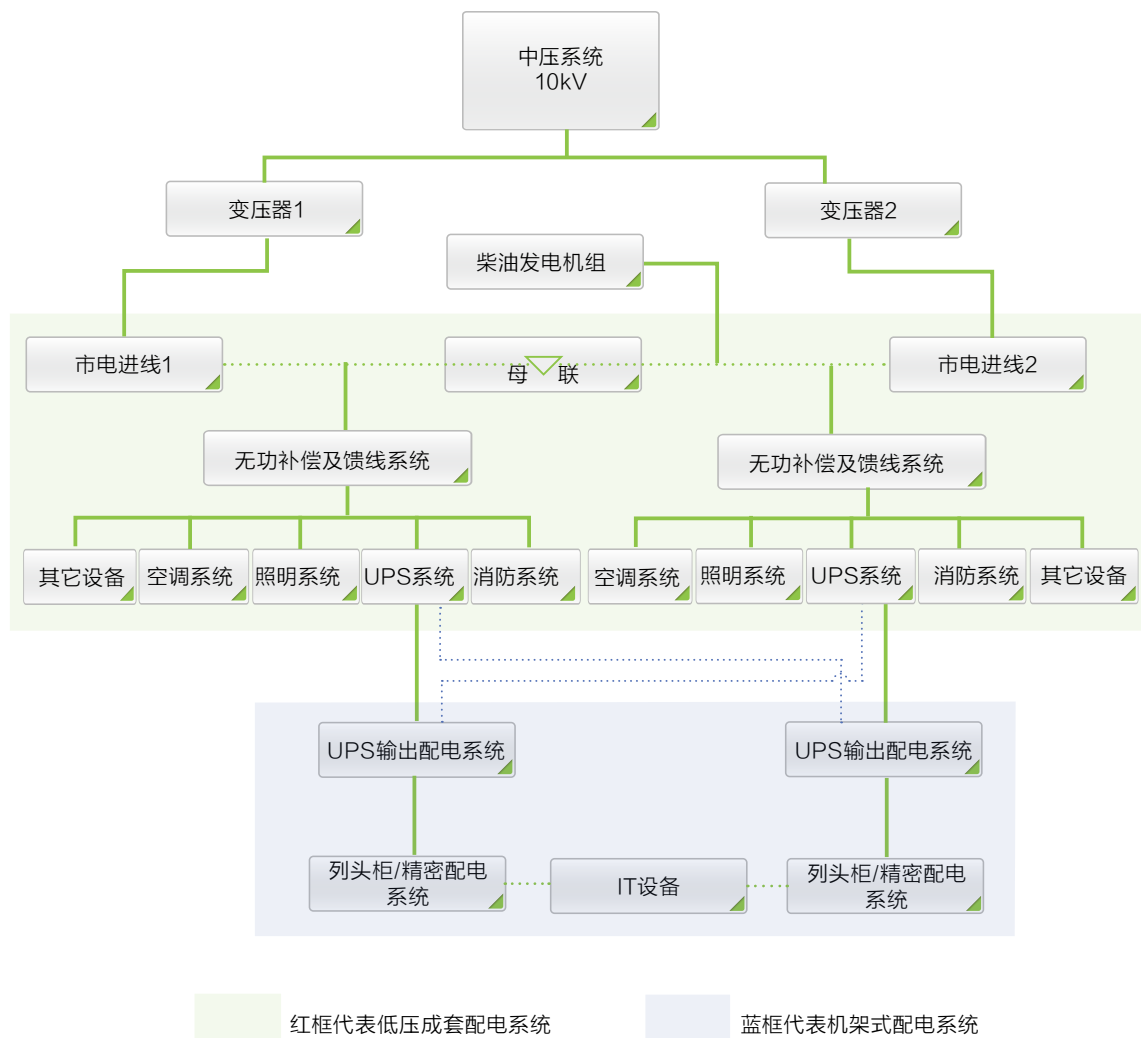 中压系统
10kV
变压器1
变压器2
柴油发电机组
市电进线1
母 联
市电进线2
无功补偿及馈线系统
无功补偿及馈线系统
其它设备
空调系统
照明系统
UPS系统
消防系统
空调系统
照明系统
UPS系统
消防系统
其它设备
UPS输出配电系统
UPS输出配电系统
列头柜/精密配电
系统
IT设备
列头柜/精密配电
系统
红框代表低压成套配电系统
蓝框代表机架式配电系统